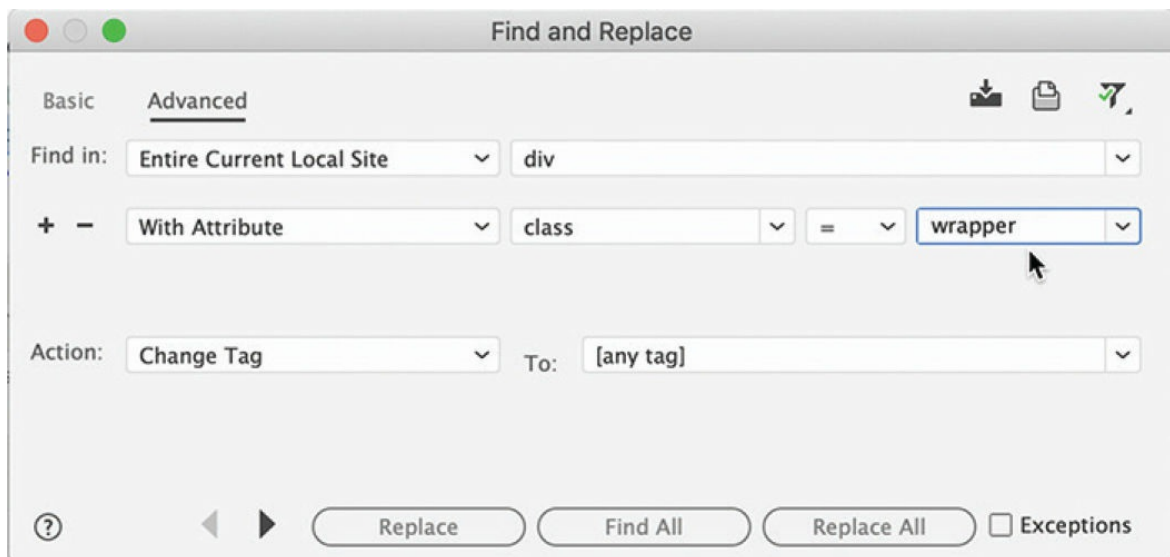 Find and Replace
Basic Advanced
Find in: Entire Current Local Site div
+ − With Attribute class = wrapper
Action: Change Tag To: [any tag]
? Replace Find All Replace All Exceptions